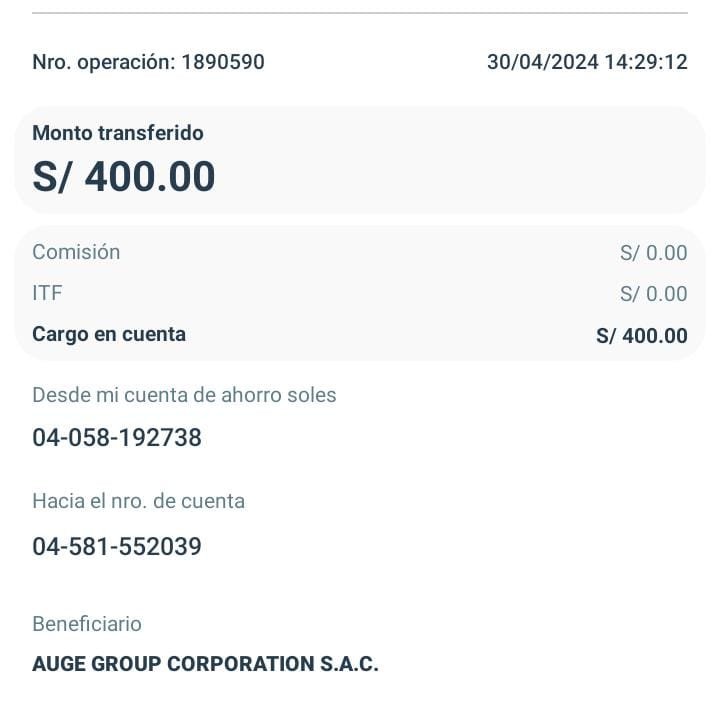 Nro. operación: 1890590 30/04/2024 14:29:12
Monto transferido
S/ 400.00
Comisión S/ 0.00
ITF S/ 0.00
Cargo en cuenta S/ 400.00
Desde mi cuenta de ahorro soles
04-058-192738
Hacia el nro. de cuenta
04-581-552039
Beneficiario
AUGE GROUP CORPORATION S.A.C.